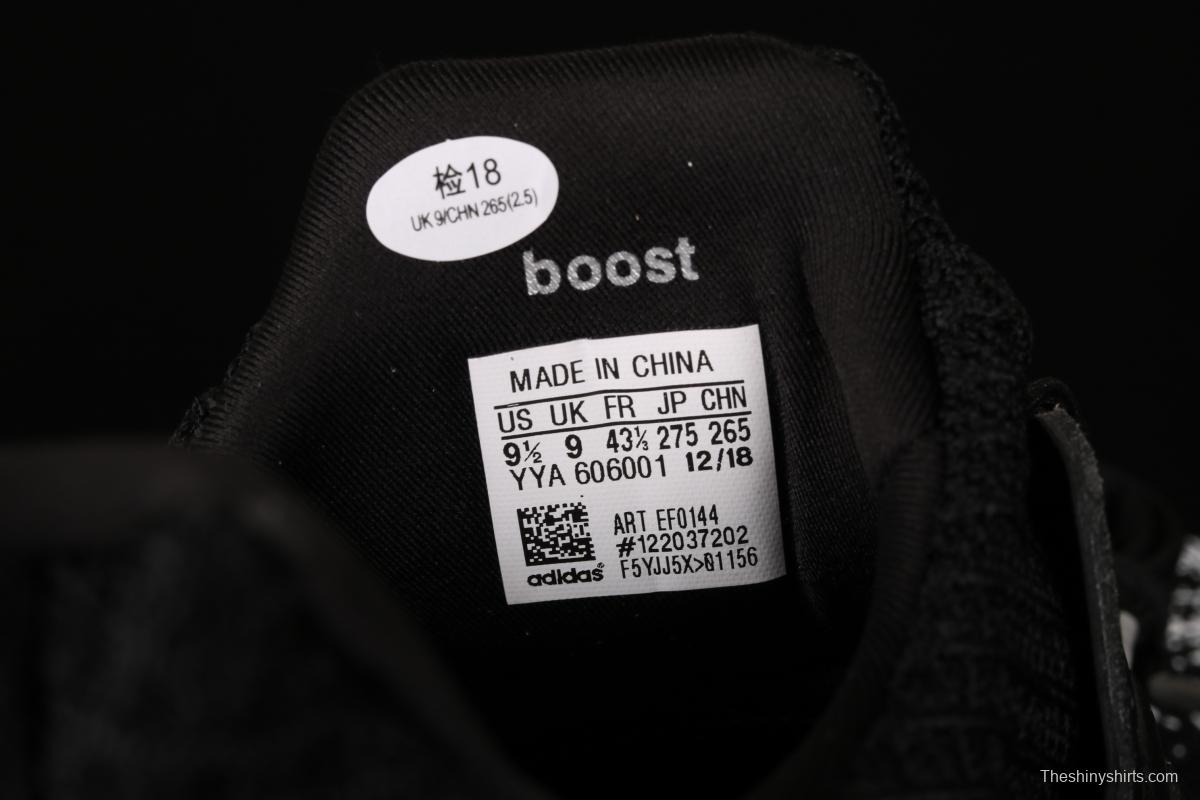 检18
UK 9/CHN 265(2.5)
boost
MADE IN CHINA
US UK FR JP CHN
9½ 9 43⅓ 275 265
YYA 606001 12/18
ART EF0144
#122037202
F5YJJ5X>01156
adidas®
Theshinyshirts.com